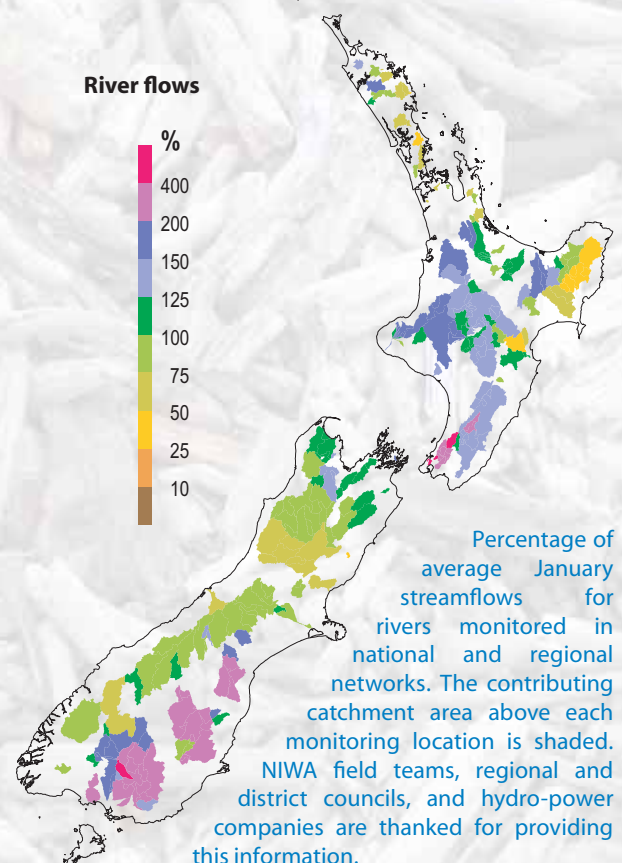 River flows
%
400
200
150
125
100
75
50
25
10
Percentage of
average January
streamflows for
rivers monitored in
national and regional
networks. The contributing
catchment area above each
monitoring location is shaded.
NIWA field teams, regional and
district councils, and hydro-power
companies are thanked for providing
this information.